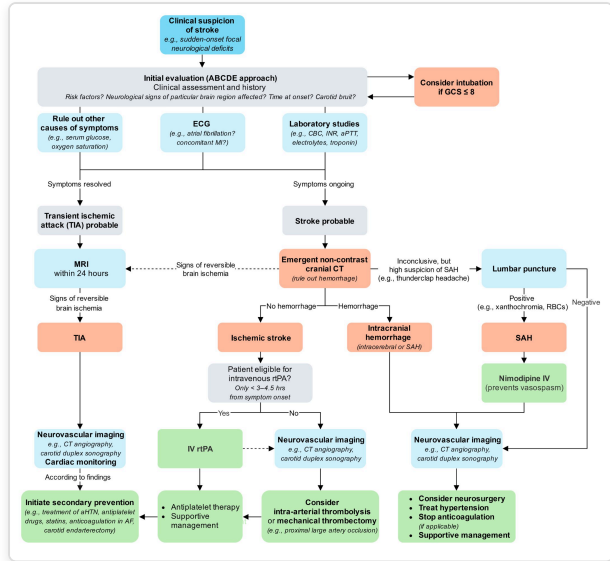 Clinical suspicion
of stroke
e.g., sudden-onset focal
neurological deficits
Initial evaluation (ABCDE approach)
Clinical assessment and history
Risk factors? Neurological signs of particular brain region affected? Time at onset? Carotid bruit?
Consider intubation
if GCS ≤ 8
Rule out other
causes of symptoms
(e.g., serum glucose,
oxygen saturation)
ECG
(e.g., atrial fibrillation?
concomitant MI?)
Laboratory studies
(e.g., CBC, INR, aPTT,
electrolytes, troponin)
Symptoms resolved
Symptoms ongoing
Transient ischemic
attack (TIA) probable
Stroke probable
MRI
within 24 hours
Signs of reversible
brain ischemia
Emergent non-contrast
cranial CT
(rule out hemorrhage)
Inconclusive, but
high suspicion of SAH
(e.g., thunderclap headache)
Lumbar puncture
Signs of reversible
brain ischemia
No hemorrhage
Hemorrhage
Positive
(e.g., xanthochromia, RBCs)
Negative
TIA
Ischemic stroke
Intracranial
hemorrhage
(intracerebral or SAH)
SAH
Patient eligible for
intravenous rtPA?
Only < 3–4.5 hrs
from symptom onset
Nimodipine IV
(prevents vasospasm)
Yes
No
Neurovascular imaging
e.g., CT angiography,
carotid duplex sonography
Cardiac monitoring
IV rtPA
Neurovascular imaging
e.g., CT angiography,
carotid duplex sonography
Neurovascular imaging
e.g., CT angiography,
carotid duplex sonography
According to findings
Initiate secondary prevention
(e.g., treatment of aHTN, antiplatelet
drugs, statins, anticoagulation in AF,
carotid endarterectomy)
• Antiplatelet therapy
• Supportive
management
Consider
intra-arterial thrombolysis
or mechanical thrombectomy
(e.g., proximal large artery occlusion)
• Consider neurosurgery
• Treat hypertension
• Stop anticoagulation
(if applicable)
• Supportive management